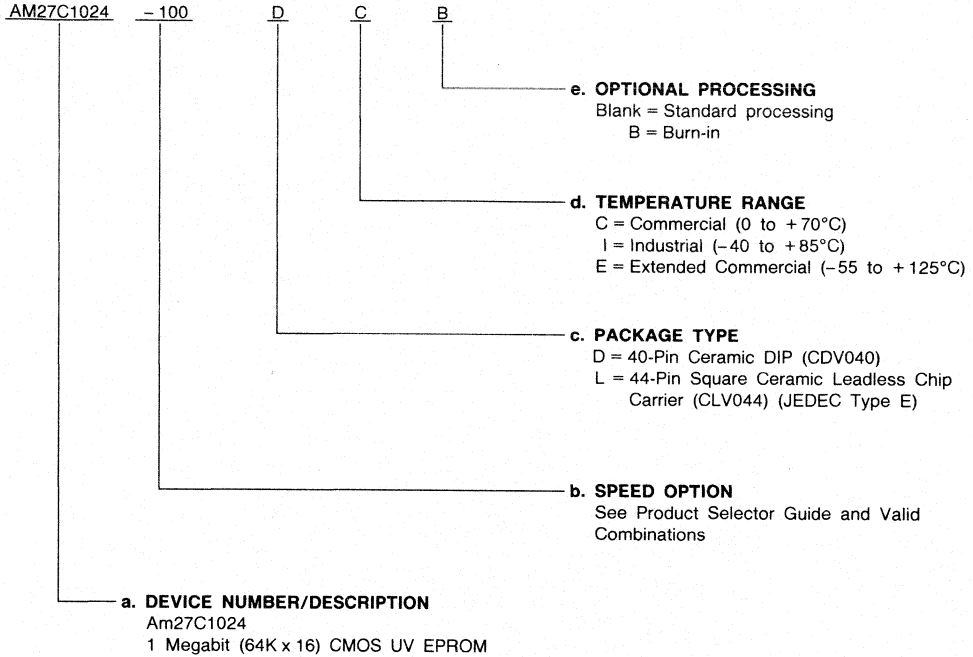 AM27C1024 -100 D C B
e. OPTIONAL PROCESSING
Blank = Standard processing
B = Burn-in
d. TEMPERATURE RANGE
C = Commercial (0 to +70°C)
I = Industrial (-40 to +85°C)
E = Extended Commercial (-55 to +125°C)
c. PACKAGE TYPE
D = 40-Pin Ceramic DIP (CDV040)
L = 44-Pin Square Ceramic Leadless Chip
Carrier (CLV044) (JEDEC Type E)
b. SPEED OPTION
See Product Selector Guide and Valid
Combinations
a. DEVICE NUMBER/DESCRIPTION
Am27C1024
1 Megabit (64K x 16) CMOS UV EPROM